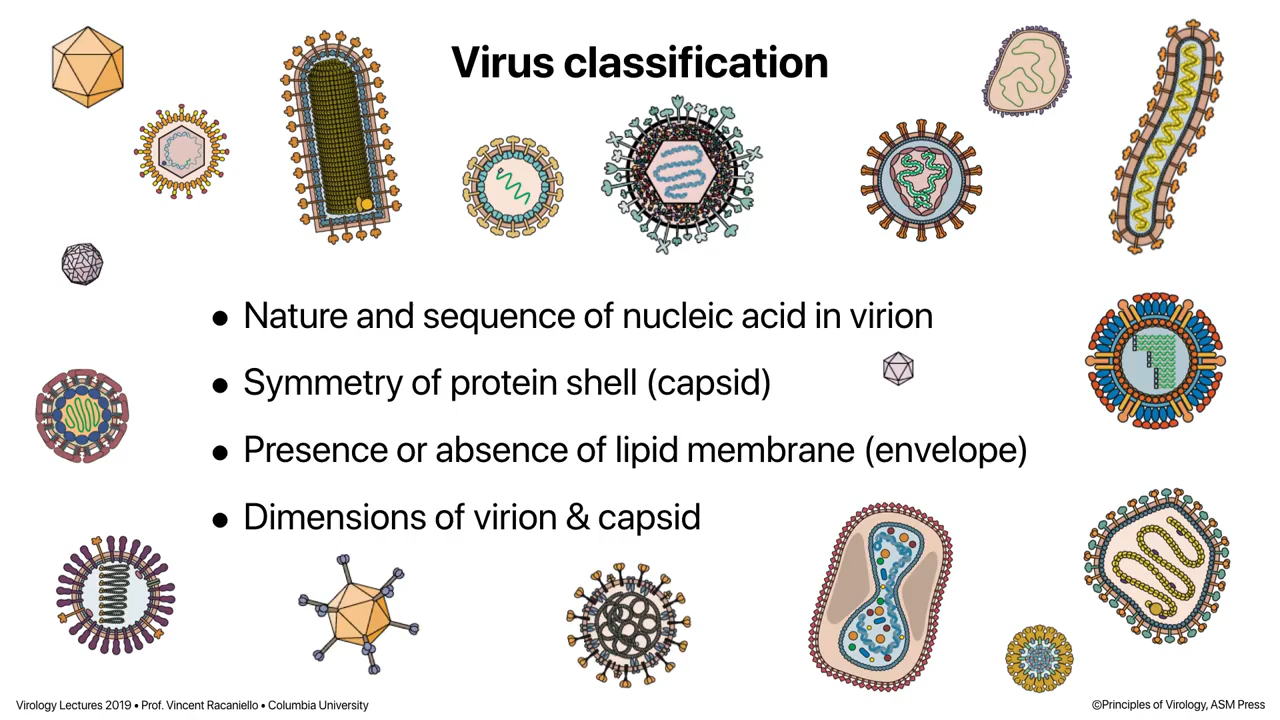 Virus classification
• Nature and sequence of nucleic acid in virion
• Symmetry of protein shell (capsid)
• Presence or absence of lipid membrane (envelope)
• Dimensions of virion & capsid
Virology Lectures 2019 • Prof. Vincent Racaniello • Columbia University
©Principles of Virology, ASM Press